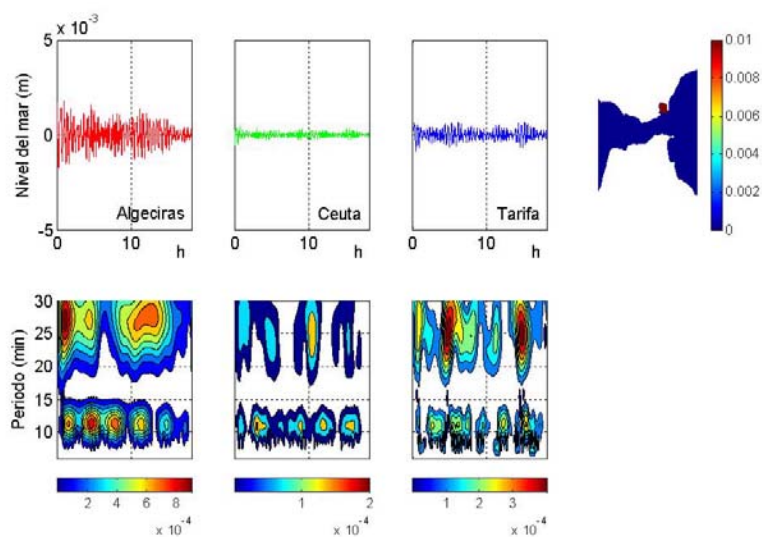 x 10⁻³
Nivel del mar (m)
5
0
-5
Algeciras
0 10 h
Ceuta
0 10 h
Tarifa
0 10 h
0.01
0.008
0.006
0.004
0.002
0
Periodo (min)
30
25
20
15
10
2 4 6 8
x 10⁻⁴
1 2
x 10⁻⁴
1 2 3
x 10⁻⁴